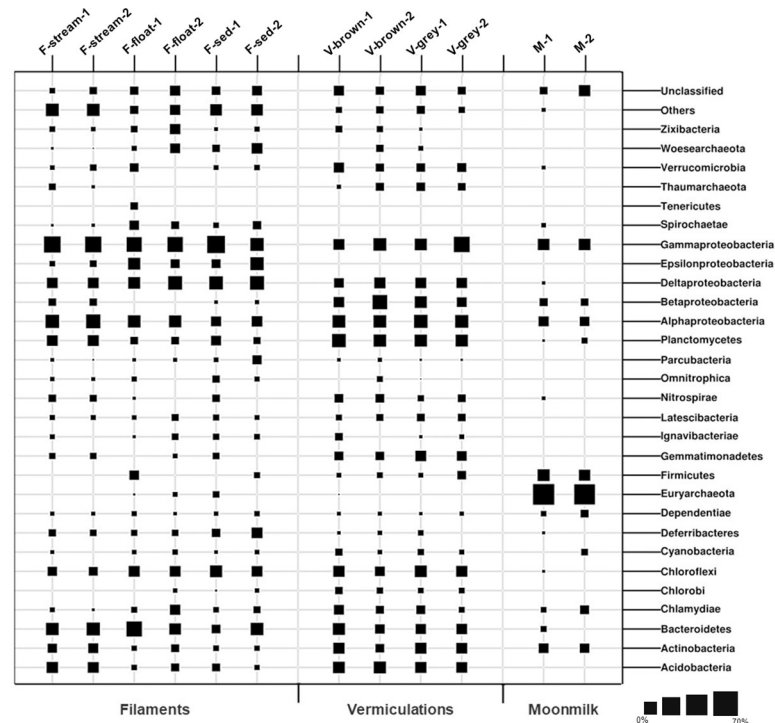 F-stream-1
F-stream-2
F-float-1
F-float-2
F-sed-1
F-sed-2
V-brown-1
V-brown-2
V-grey-1
V-grey-2
M-1
M-2
Unclassified
Others
Zixibacteria
Woesearchaeota
Verrucomicrobia
Thaumarchaeota
Tenericutes
Spirochaetae
Gammaproteobacteria
Epsilonproteobacteria
Deltaproteobacteria
Betaproteobacteria
Alphaproteobacteria
Planctomycetes
Parcubacteria
Omnitrophica
Nitrospirae
Latescibacteria
Ignavibacteriae
Gemmatimonadetes
Firmicutes
Euryarchaeota
Dependentiae
Deferribacteres
Cyanobacteria
Chloroflexi
Chlorobi
Chlamydiae
Bacteroidetes
Actinobacteria
Acidobacteria
Filaments
Vermiculations
Moonmilk
0%
70%